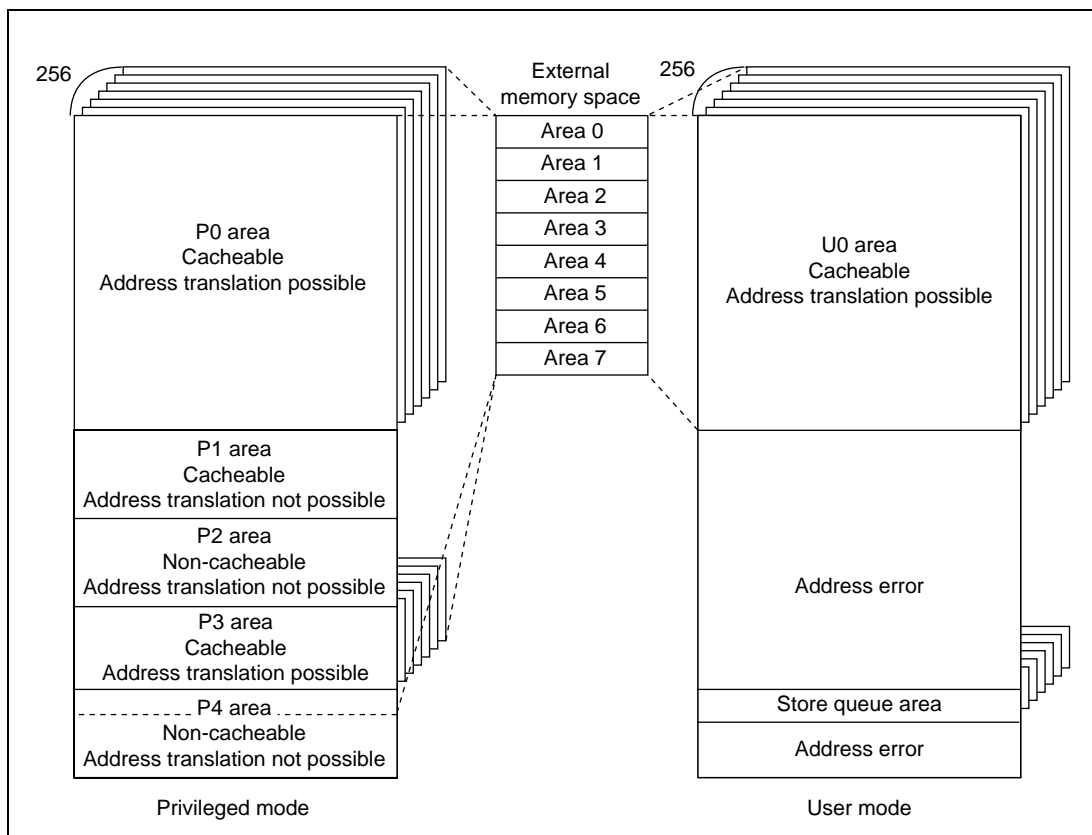 256
P0 area
Cacheable
Address translation possible
P1 area
Cacheable
Address translation not possible
P2 area
Non-cacheable
Address translation not possible
P3 area
Cacheable
Address translation possible
P4 area
Non-cacheable
Address translation not possible
Privileged mode
External
memory space
Area 0
Area 1
Area 2
Area 3
Area 4
Area 5
Area 6
Area 7
256
U0 area
Cacheable
Address translation possible
Address error
Store queue area
Address error
User mode